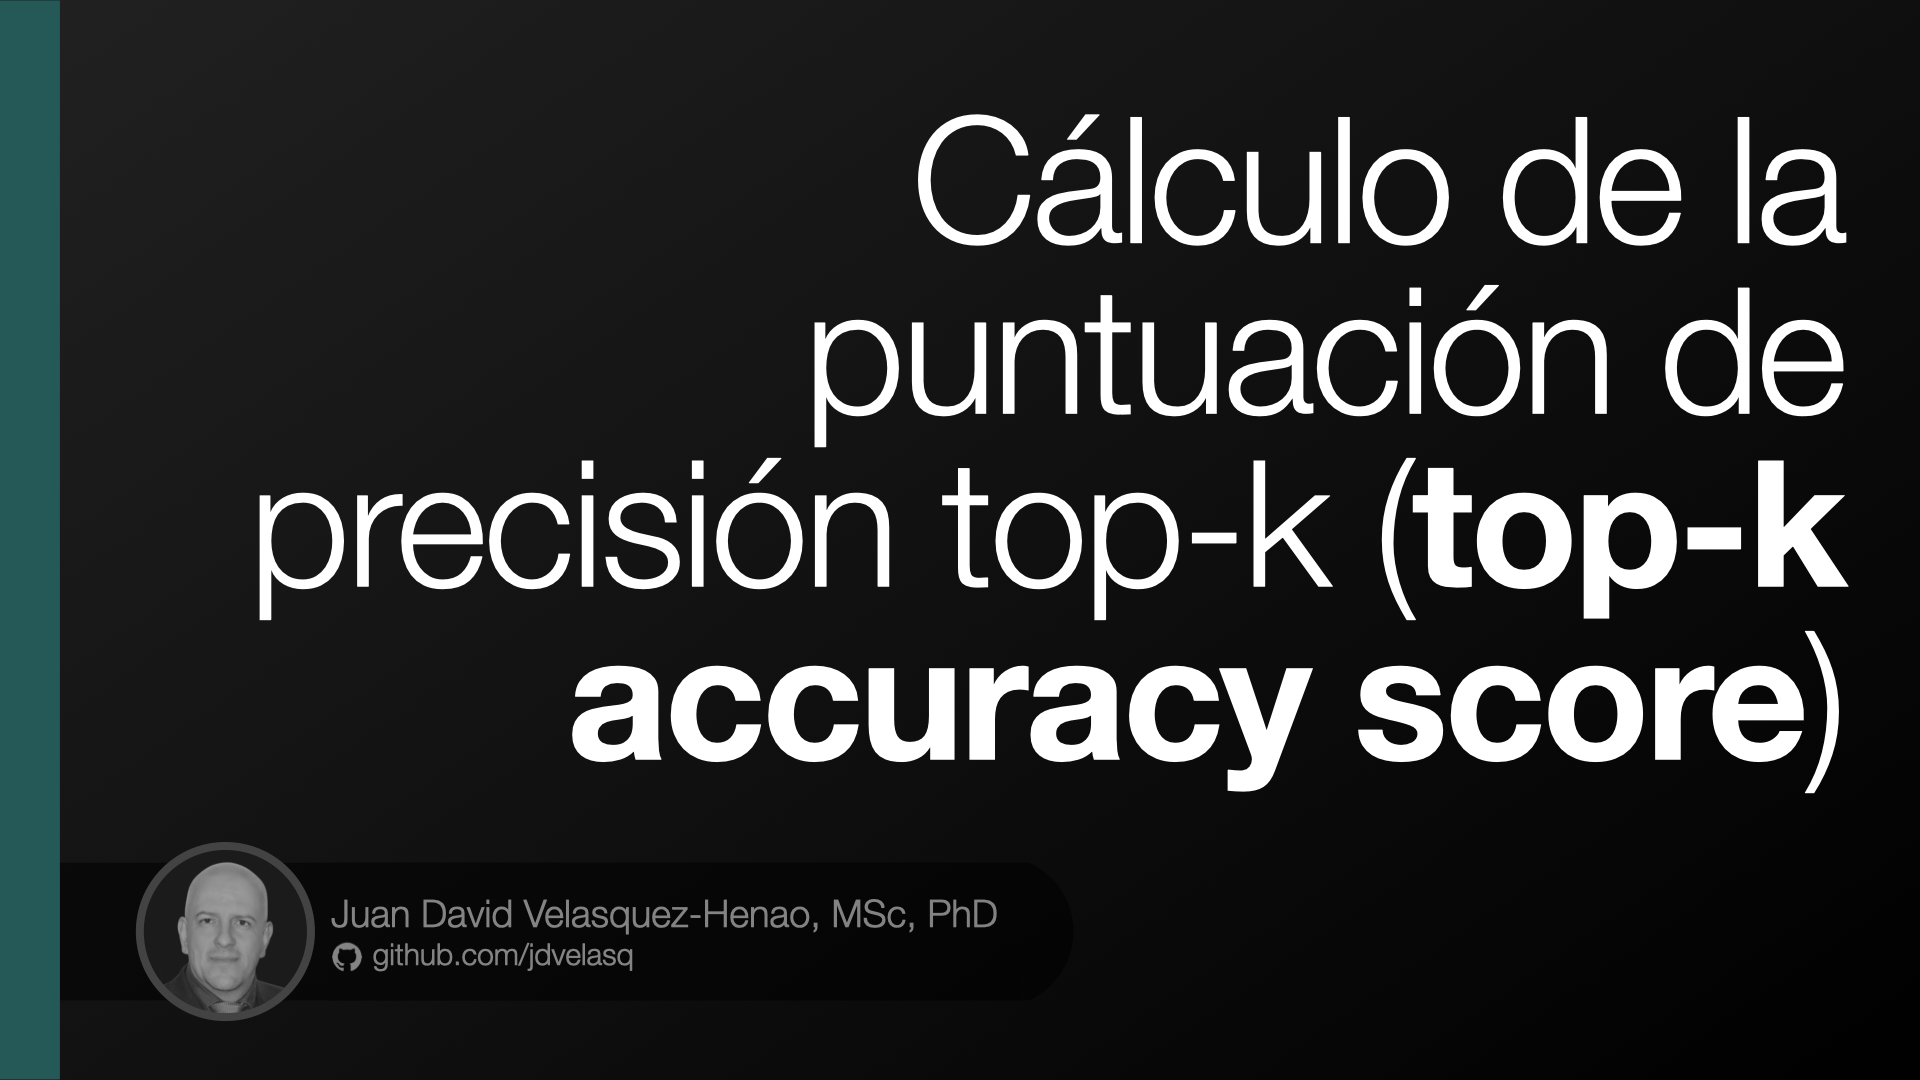 Cálculo de la
puntuación de
precisión top-k (top-k
accuracy score)
Juan David Velasquez-Henao, MSc, PhD
github.com/jdvelasq